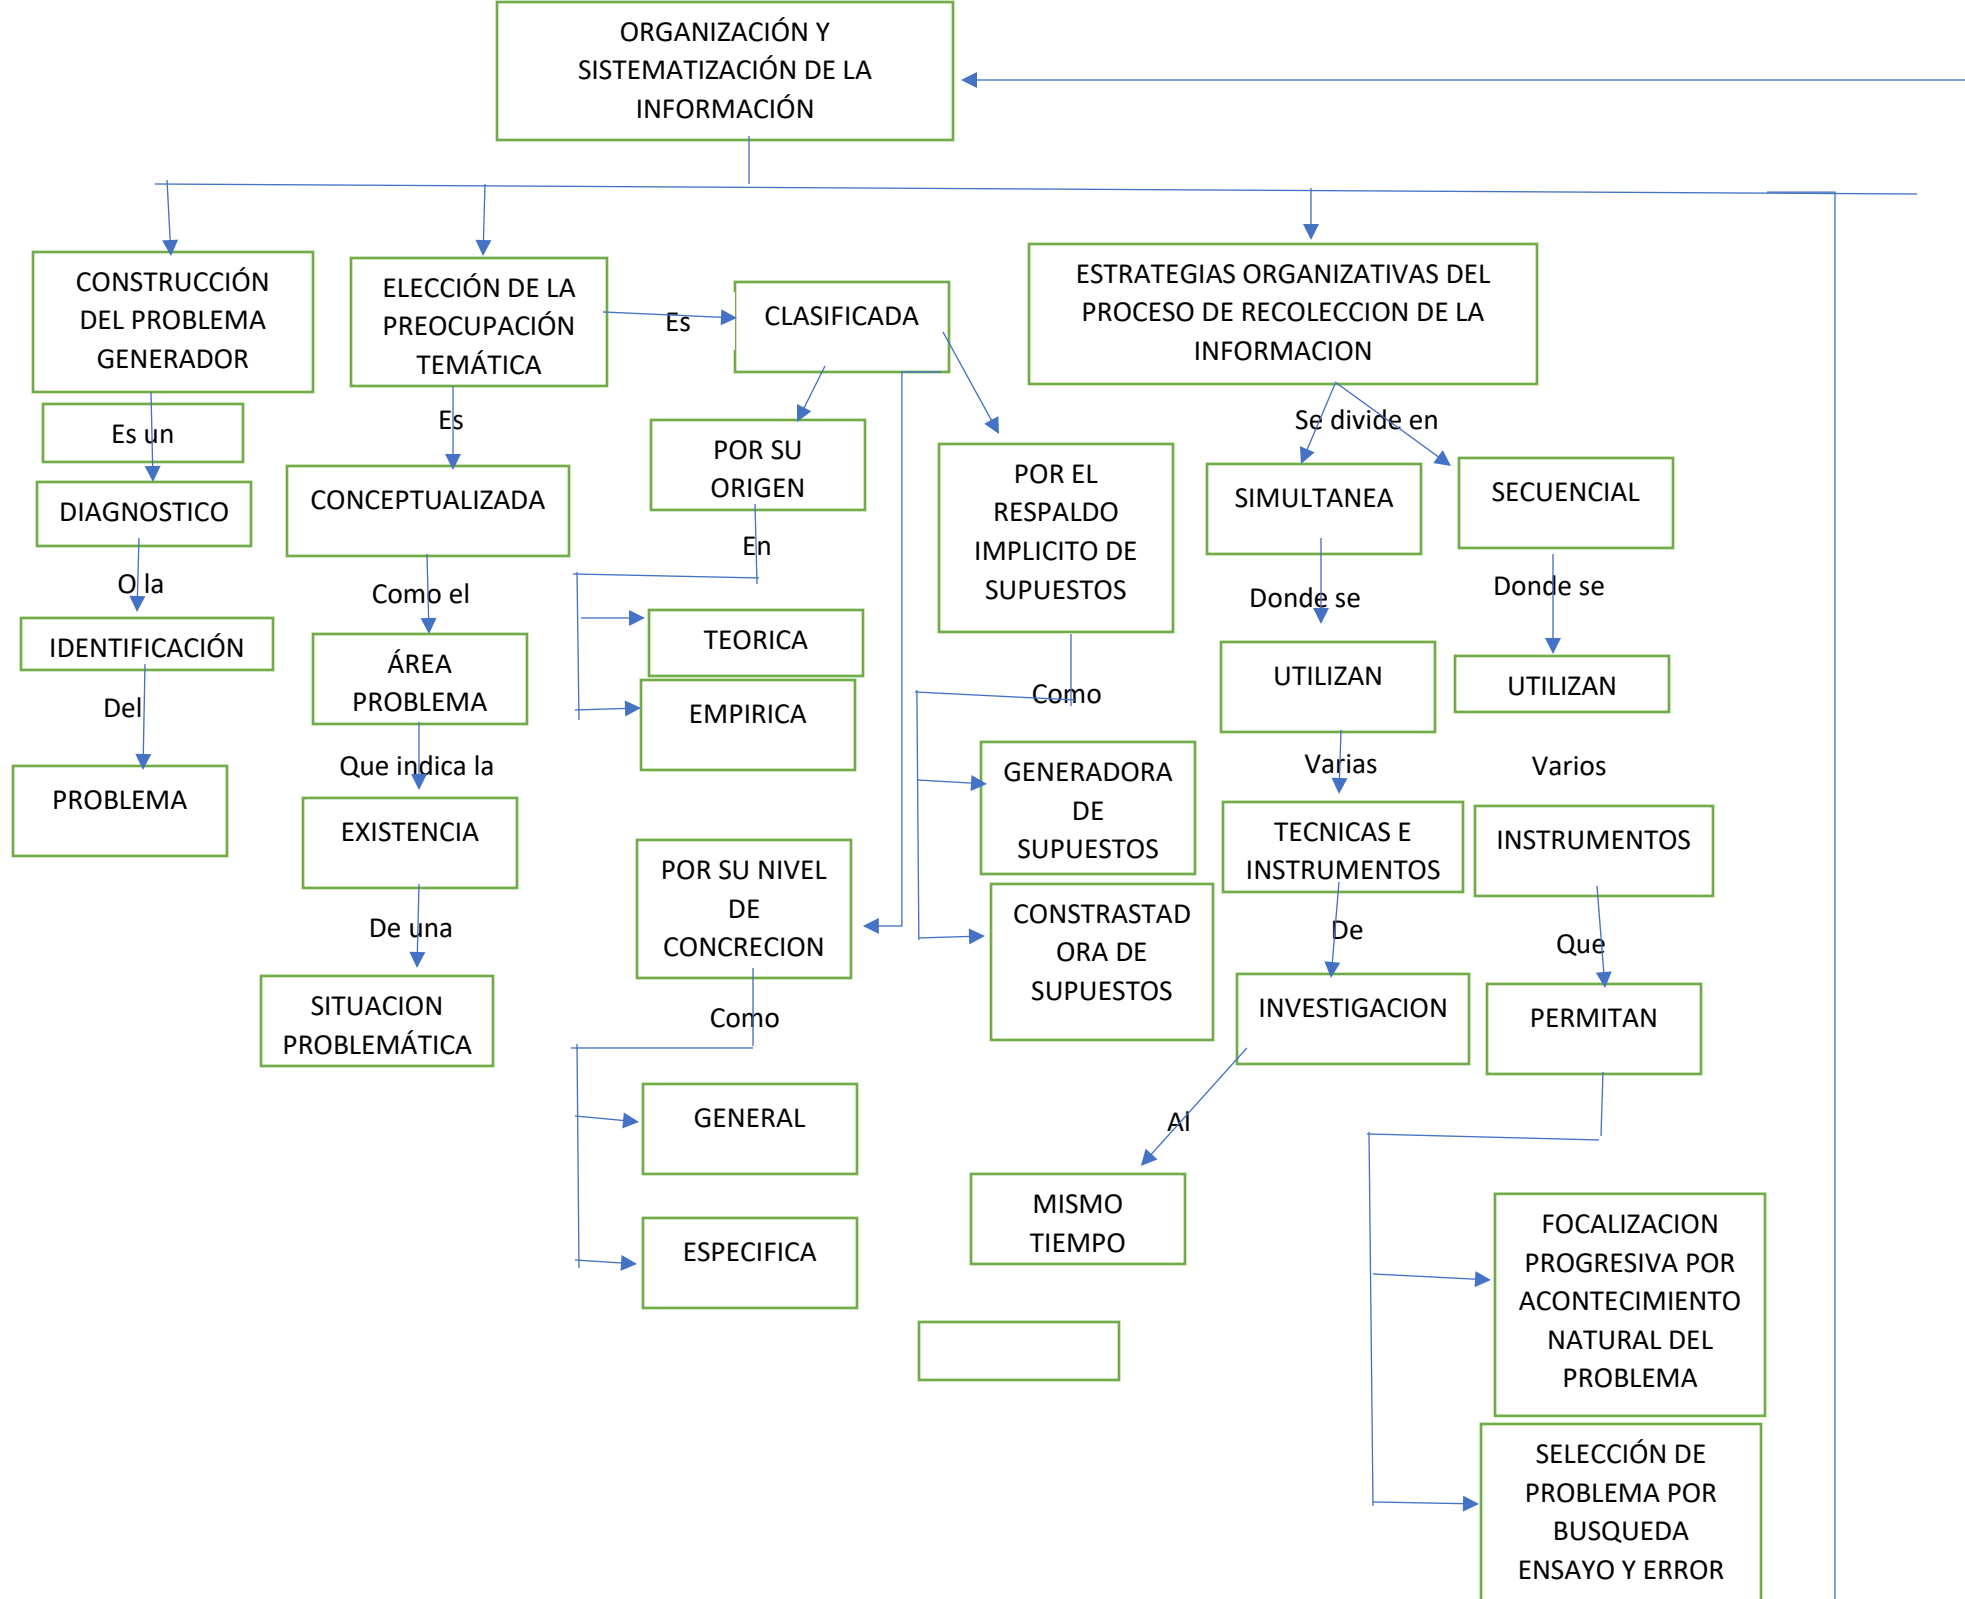 ORGANIZACIÓN Y
SISTEMATIZACIÓN DE LA
INFORMACIÓN
CONSTRUCCIÓN
DEL PROBLEMA
GENERADOR
Es un
DIAGNOSTICO
O la
IDENTIFICACIÓN
Del
PROBLEMA
ELECCIÓN DE LA
PREOCUPACIÓN
TEMÁTICA
Es
CONCEPTUALIZADA
Como el
ÁREA
PROBLEMA
Que indica la
EXISTENCIA
De una
SITUACION
PROBLEMÁTICA
Es
CLASIFICADA
POR SU
ORIGEN
En
TEORICA
EMPIRICA
POR SU NIVEL
DE
CONCRECION
Como
GENERAL
ESPECIFICA
POR EL
RESPALDO
IMPLICITO DE
SUPUESTOS
Como
GENERADORA
DE
SUPUESTOS
CONSTRASTAD
ORA DE
SUPUESTOS
ESTRATEGIAS ORGANIZATIVAS DEL
PROCESO DE RECOLECCION DE LA
INFORMACION
Se divide en
SIMULTANEA
Donde se
UTILIZAN
Varias
TECNICAS E
INSTRUMENTOS
De
INVESTIGACION
Al
MISMO
TIEMPO
SECUENCIAL
Donde se
UTILIZAN
Varios
INSTRUMENTOS
Que
PERMITAN
FOCALIZACION
PROGRESIVA POR
ACONTECIMIENTO
NATURAL DEL
PROBLEMA
SELECCIÓN DE
PROBLEMA POR
BUSQUEDA
ENSAYO Y ERROR